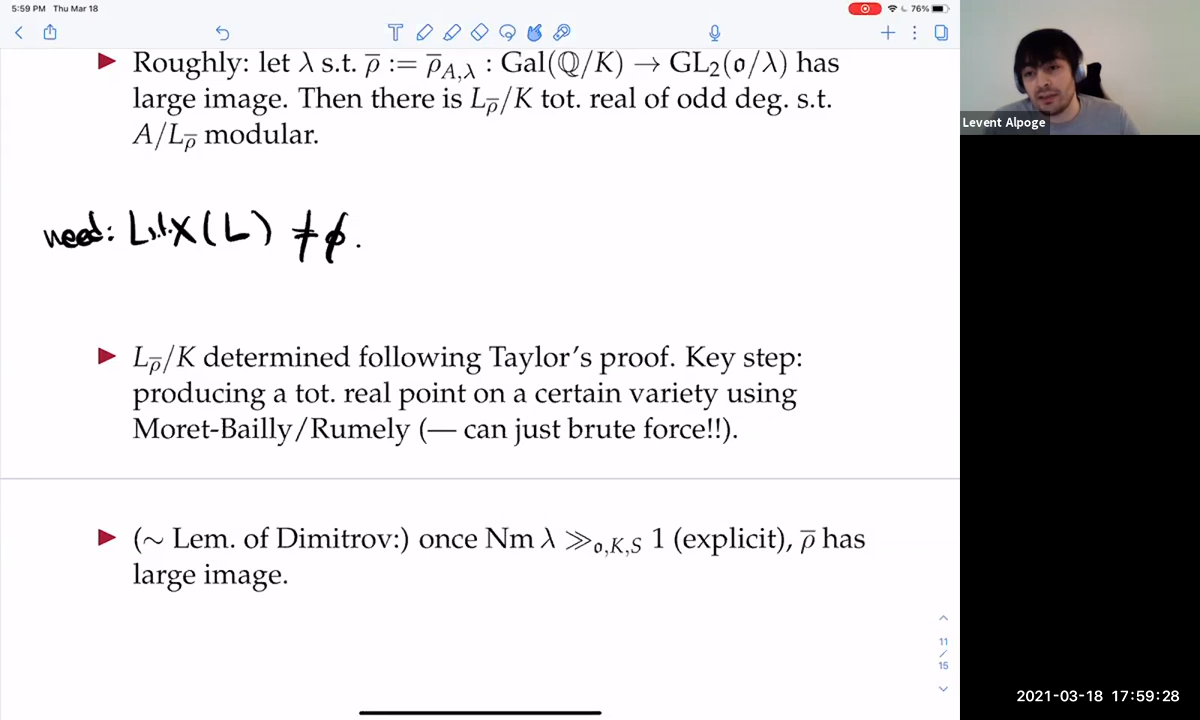 5:59 PM Thu Mar 18
76%
▶ Roughly: let λ s.t. ρ̄ := ρ̄_{A,λ} : Gal(ℚ/K) → GL₂(𝔬/λ) has
large image. Then there is L_ρ̄/K tot. real of odd deg. s.t.
A/L_ρ̄ modular.
Levent Alpoge
need: L s.t. X(L) ≠ ϕ.
▶ L_ρ̄/K determined following Taylor's proof. Key step:
producing a tot. real point on a certain variety using
Moret-Bailly/Rumely (— can just brute force!!).
▶ (∼ Lem. of Dimitrov:) once Nm λ ≫_{𝔬,K,S} 1 (explicit), ρ̄ has
large image.
11
/
15
2021-03-18 17:59:28